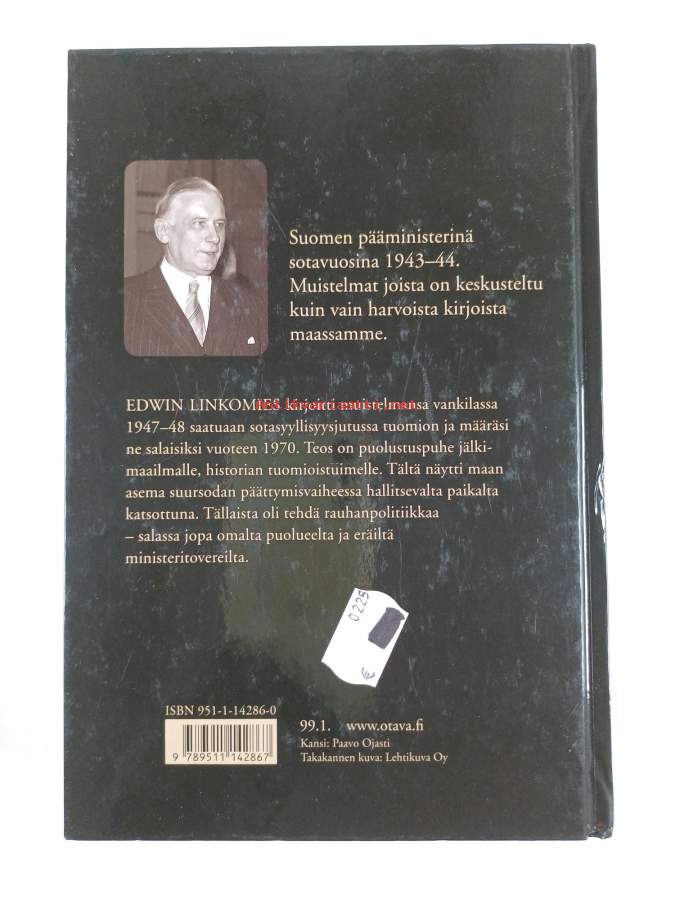 Suomen pääministerinä
sotavuosina 1943–44.
Muistelmat joista on keskusteltu
kuin vain harvoista kirjoista
maassamme.
EDWIN LINKOMIES kirjoitti muistelmansa vankilassa
1947–48 saatuaan sotasyyllisyysjutussa tuomion ja määräsi
ne salaisiksi vuoteen 1970. Teos on puolustuspuhe jälki-
maailmalle, historian tuomioistuimelle. Tältä näytti maan
asema suursodan päättymisvaiheessa hallitsevalta paikalta
katsottuna. Tällaista oli tehdä rauhanpolitiikkaa
– salassa jopa omalta puolueelta ja eräiltä
ministeritovereilta.
0225
€
ISBN 951-1-14286-0
9 789511 142867
99.1. www.otava.fi
Kansi: Paavo Ojasti
Takakannen kuva: Lehtikuva Oy